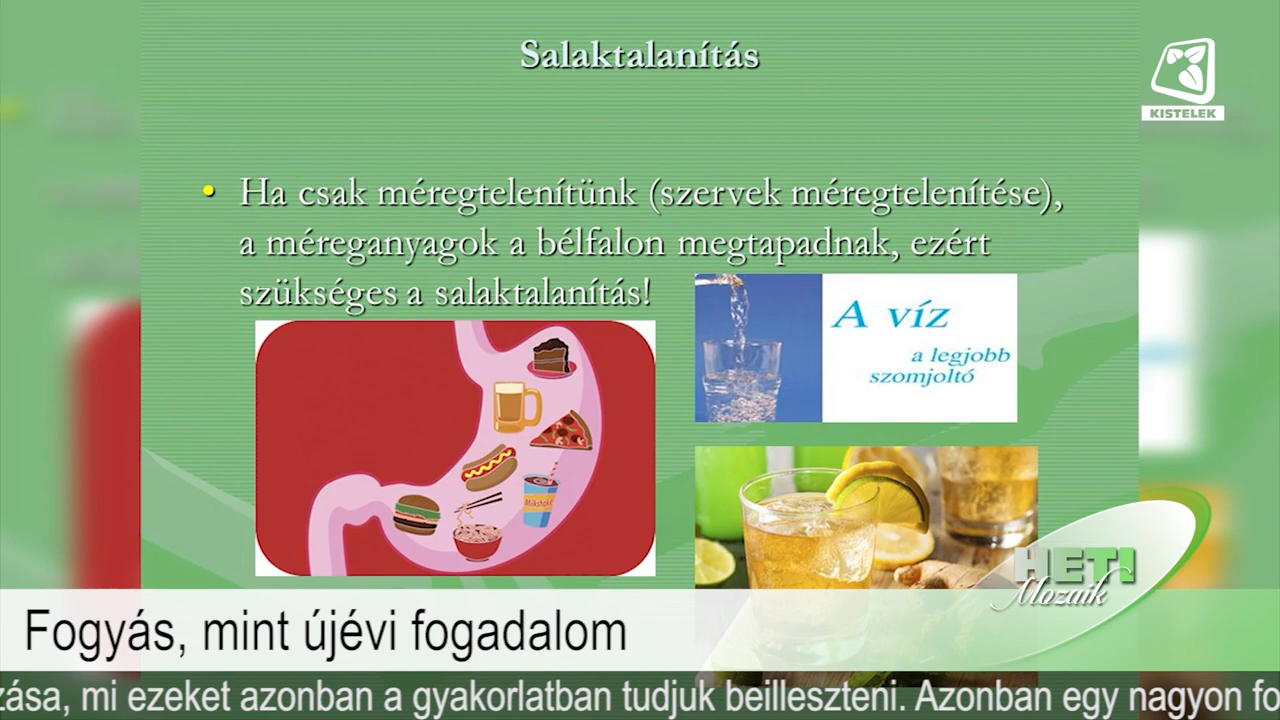 Salaktalanítás
KISTELEK
• Ha csak méregtelenítünk (szervek méregtelenítése),
a méreganyagok a bélfalon megtapadnak, ezért
szükséges a salaktalanítás!
A víz
a legjobb
szomjoltó
Milkshake
HETI
Mozaik
Fogyás, mint újévi fogadalom
zása, mi ezeket azonban a gyakorlatban tudjuk beilleszteni. Azonban egy nagyon fo